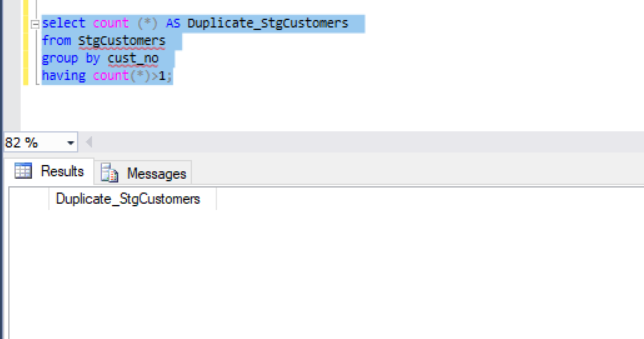 select count (*) AS Duplicate_StgCustomers
from StgCustomers
group by cust_no
having count(*)>1;
82 %
Results Messages
Duplicate_StgCustomers